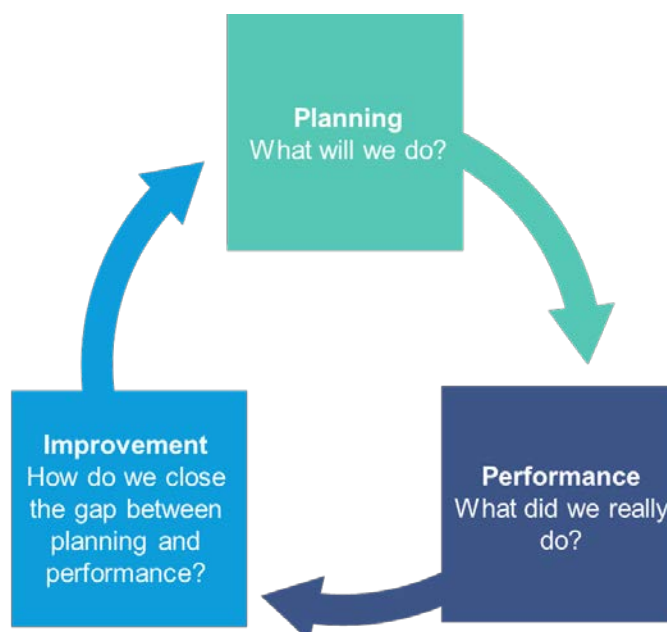 Planning
What will we do?
Improvement
How do we close
the gap between
planning and
performance?
Performance
What did we really
do?